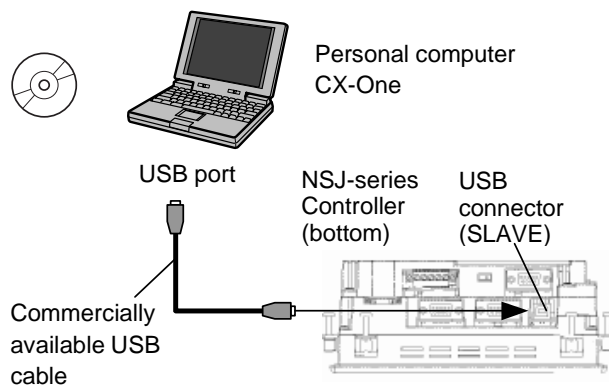 Personal computer
CX-One
USB port
NSJ-series
Controller
(bottom)
USB
connector
(SLAVE)
Commercially
available USB
cable